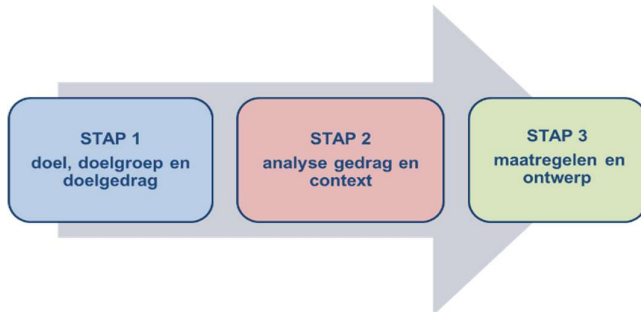 STAP 1
doel, doelgroep en
doelgedrag
STAP 2
analyse gedrag en
context
STAP 3
maatregelen en
ontwerp